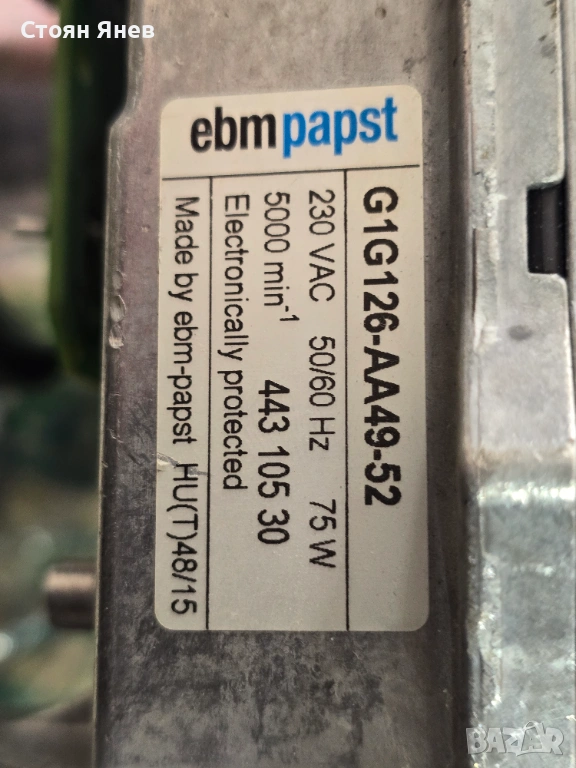 Стоян Янев
ebmpapst
G1G126-AA49-52
230 VAC 50/60 Hz 75 W
5000 min-1 443 105 30
Electronically protected
Made by ebm-papst HU(T)48/15
BAZAR